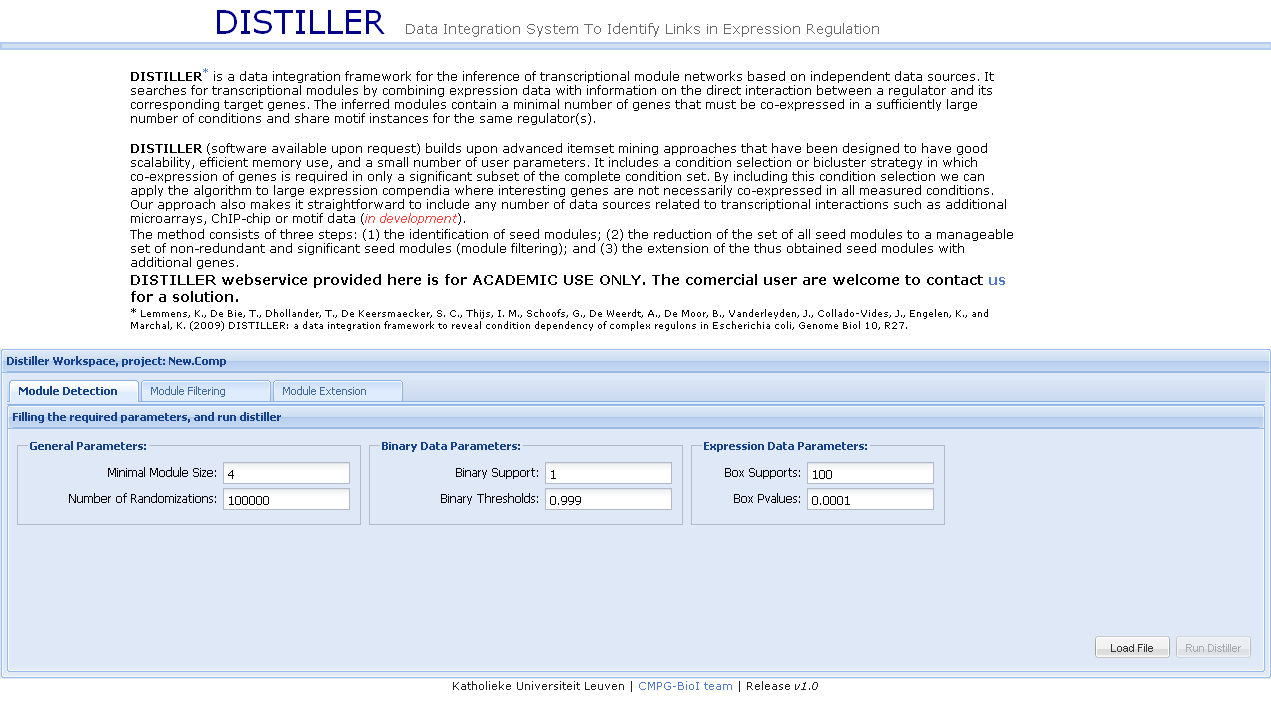 DISTILLER Data Integration System To Identify Links in Expression Regulation
DISTILLER* is a data integration framework for the inference of transcriptional module networks based on independent data sources. It
searches for transcriptional modules by combining expression data with information on the direct interaction between a regulator and its
corresponding target genes. The inferred modules contain a minimal number of genes that must be co-expressed in a sufficiently large
number of conditions and share motif instances for the same regulator(s).
DISTILLER (software available upon request) builds upon advanced itemset mining approaches that have been designed to have good
scalability, efficient memory use, and a small number of user parameters. It includes a condition selection or bicluster strategy in which
co-expression of genes is required in only a significant subset of the complete condition set. By including this condition selection we can
apply the algorithm to large expression compendia where interesting genes are not necessarily co-expressed in all measured conditions.
Our approach also makes it straightforward to include any number of data sources related to transcriptional interactions such as additional
microarrays, ChIP-chip or motif data (in development).
The method consists of three steps: (1) the identification of seed modules; (2) the reduction of the set of all seed modules to a manageable
set of non-redundant and significant seed modules (module filtering); and (3) the extension of the thus obtained seed modules with
additional genes.
DISTILLER webservice provided here is for ACADEMIC USE ONLY. The comercial user are welcome to contact us
for a solution.
* Lemmens, K., De Bie, T., Dhollander, T., De Keersmaecker, S. C., Thijs, I. M., Schoofs, G., De Weerdt, A., De Moor, B., Vanderleyden, J., Collado-Vides, J., Engelen, K., and
Marchal, K. (2009) DISTILLER: a data integration framework to reveal condition dependency of complex regulons in Escherichia coli, Genome Biol 10, R27.
Distiller Workspace, project: New.Comp
Module Detection Module Filtering Module Extension
Filling the required parameters, and run distiller
General Parameters: Binary Data Parameters: Expression Data Parameters:
Minimal Module Size: 4 Binary Support: 1 Box Supports: 100
Number of Randomizations: 100000 Binary Thresholds: 0.999 Box Pvalues: 0.0001
Load File Run Distiller
Katholieke Universiteit Leuven | CMPG-BioI team | Release v1.0